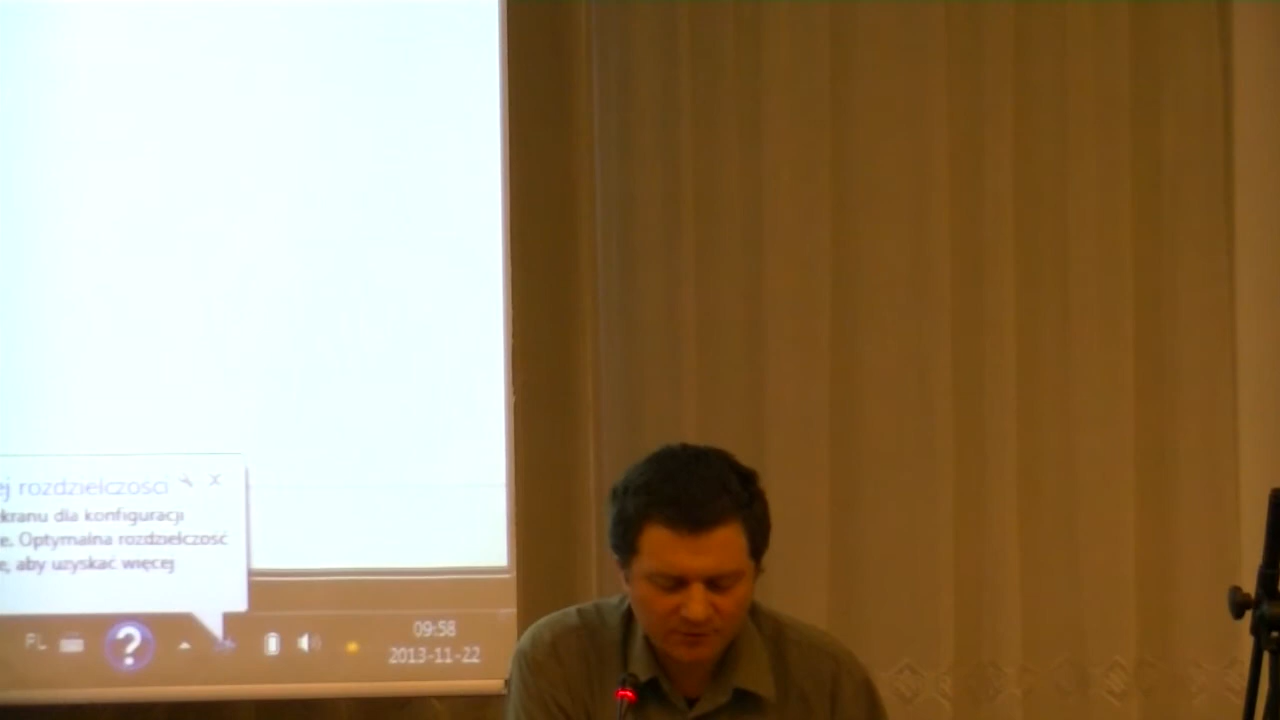 ej rozdzielczości
kranu dla konfiguracji
e. Optymalna rozdzielczość
e, aby uzyskać więcej
PL
?
09:58
2013-11-22